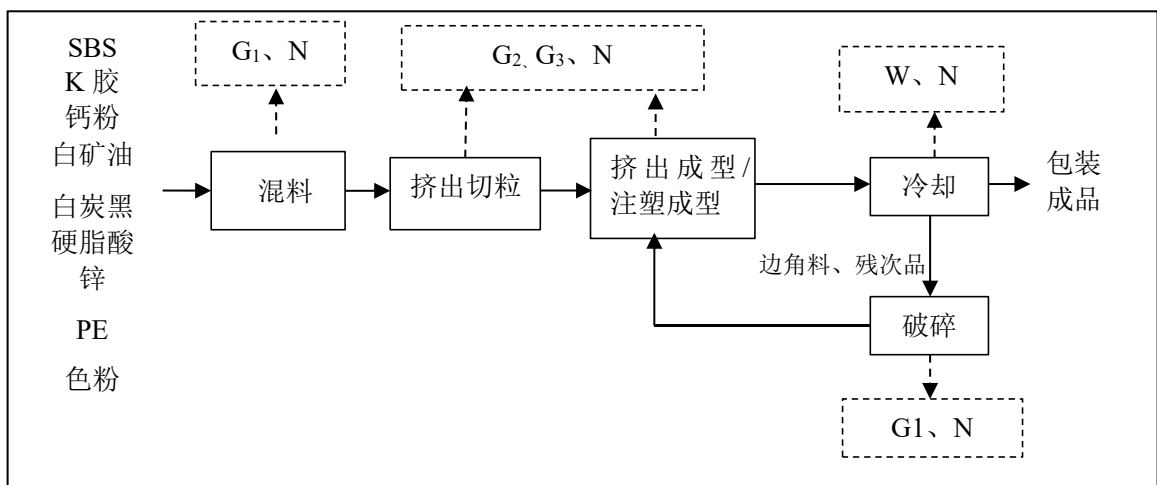 SBS
K 胶
钙粉
白矿油
白炭黑
硬脂酸
锌
PE
色粉
G₁、N
G₂、G₃、N
W、N
混料
挤出切粒
挤出成型/
注塑成型
冷却
包装
成品
边角料、残次品
破碎
G1、N